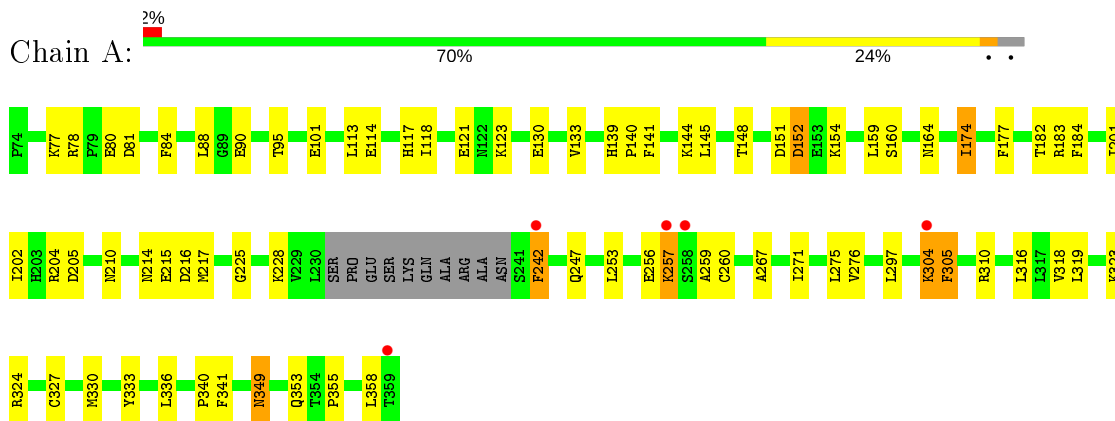 2%
Chain A:
70% 24% • •
P74 K77 R78 P79 E80 D81 F84 L88 G89 E90 T95 E101 L113 E114 H117 I118 E121 N122 K123 E130 V133 H139 P140 F141 K144 L145 T148 D151 D152 E153 K154 L159 S160 N164 I174 F177 T182 R183 F184
I202 H203 R204 D205 N210 N214 E215 D216 M217 G225 K228 V229 L230 SER PRO GLU SER LYS GLN ALA ARG ALA ASN S241 F242 Q247 L253 E256 K257 S258 A259 C260 A267 I271 L275 V276 L297 K304 F305 R310 L316 L317 V318 L319
R324 C327 M330 Y333 L336 P340 F341 N349 Q353 T354 P355 L358 T359